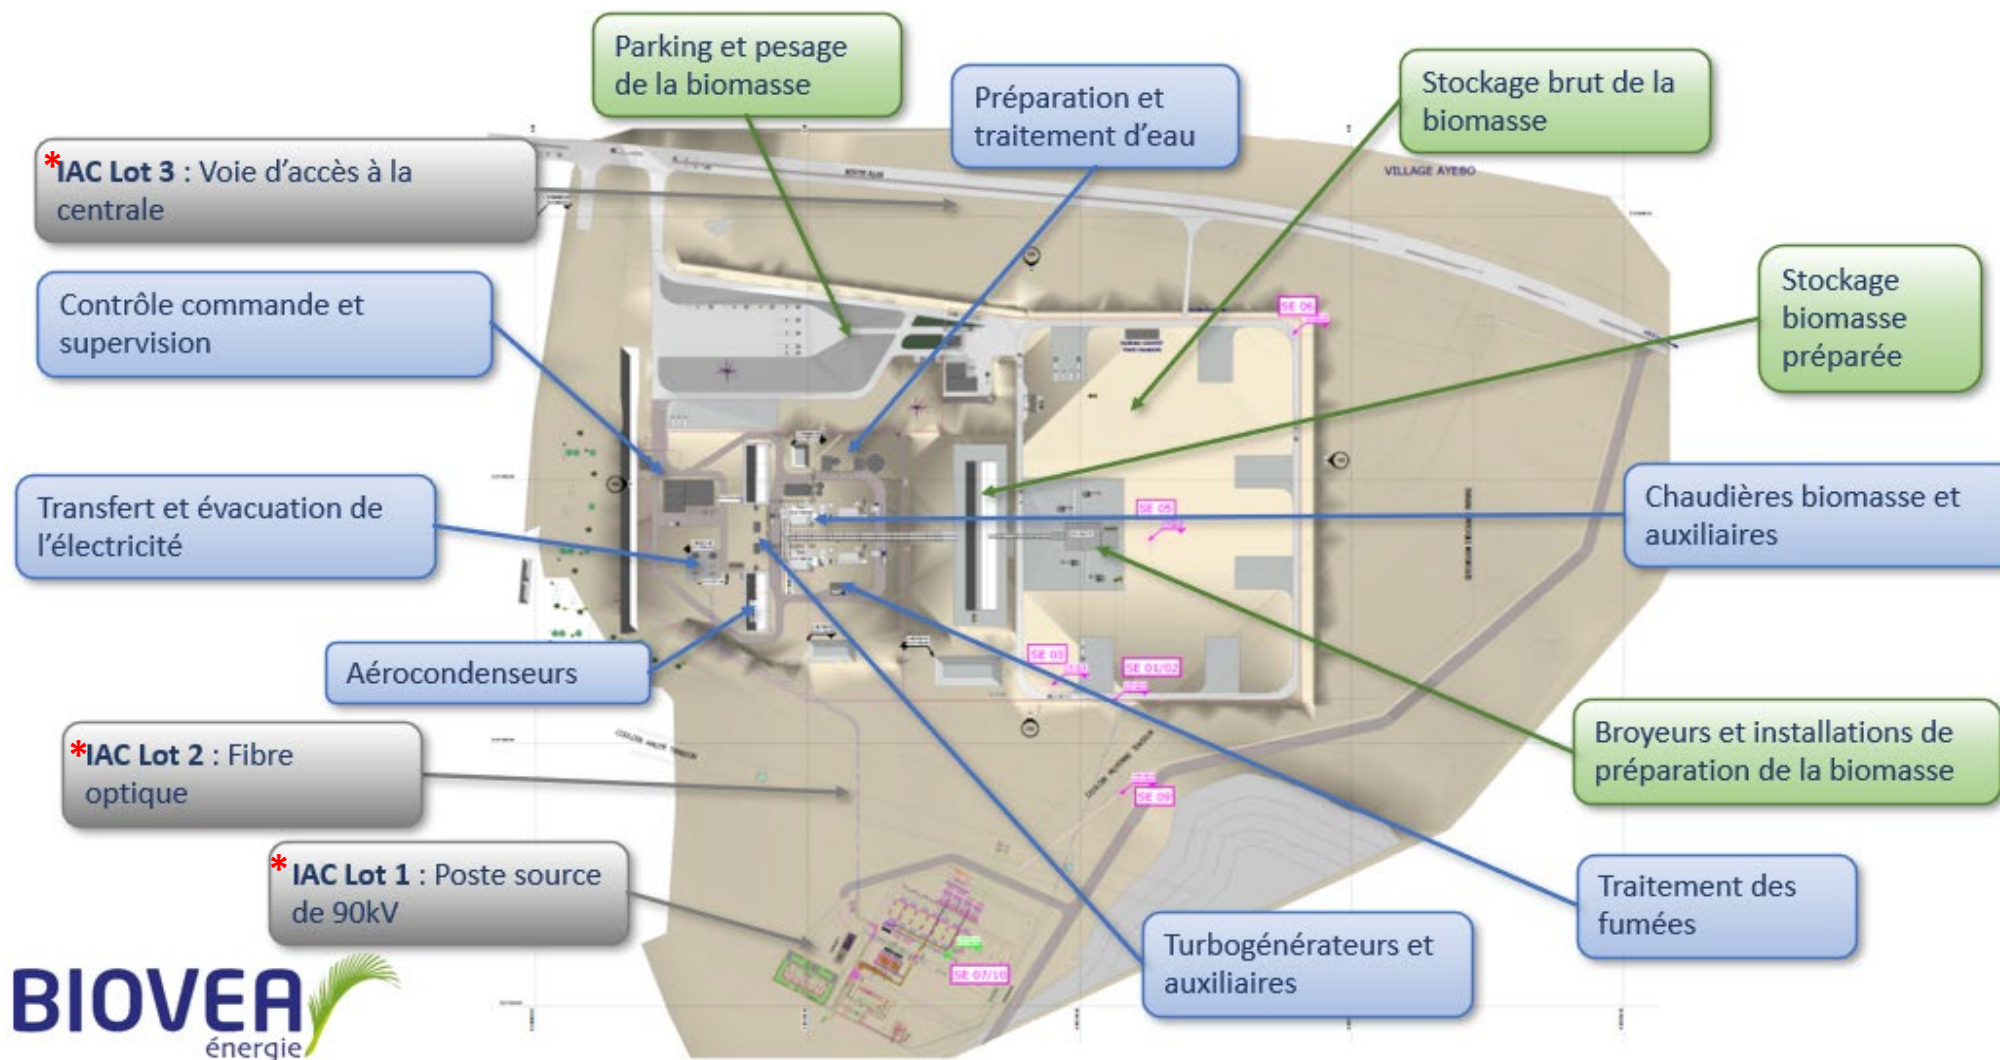 Parking et pesage
de la biomasse
Préparation et
traitement d'eau
Stockage brut de la
biomasse
*IAC Lot 3 : Voie d'accès à la
centrale
VILLAGE AYEBO
Contrôle commande et
supervision
SE 06
Stockage
biomasse
préparée
Transfert et évacuation de
l'électricité
SE 05
Chaudières biomasse et
auxiliaires
Aérocondenseurs
SE 03
SE 01/02
*IAC Lot 2 : Fibre
optique
SE 09
Broyeurs et installations de
préparation de la biomasse
*IAC Lot 1 : Poste source
de 90kV
SE 07/10
Turbogénérateurs et
auxiliaires
Traitement des
fumées
BIOVEA
énergie